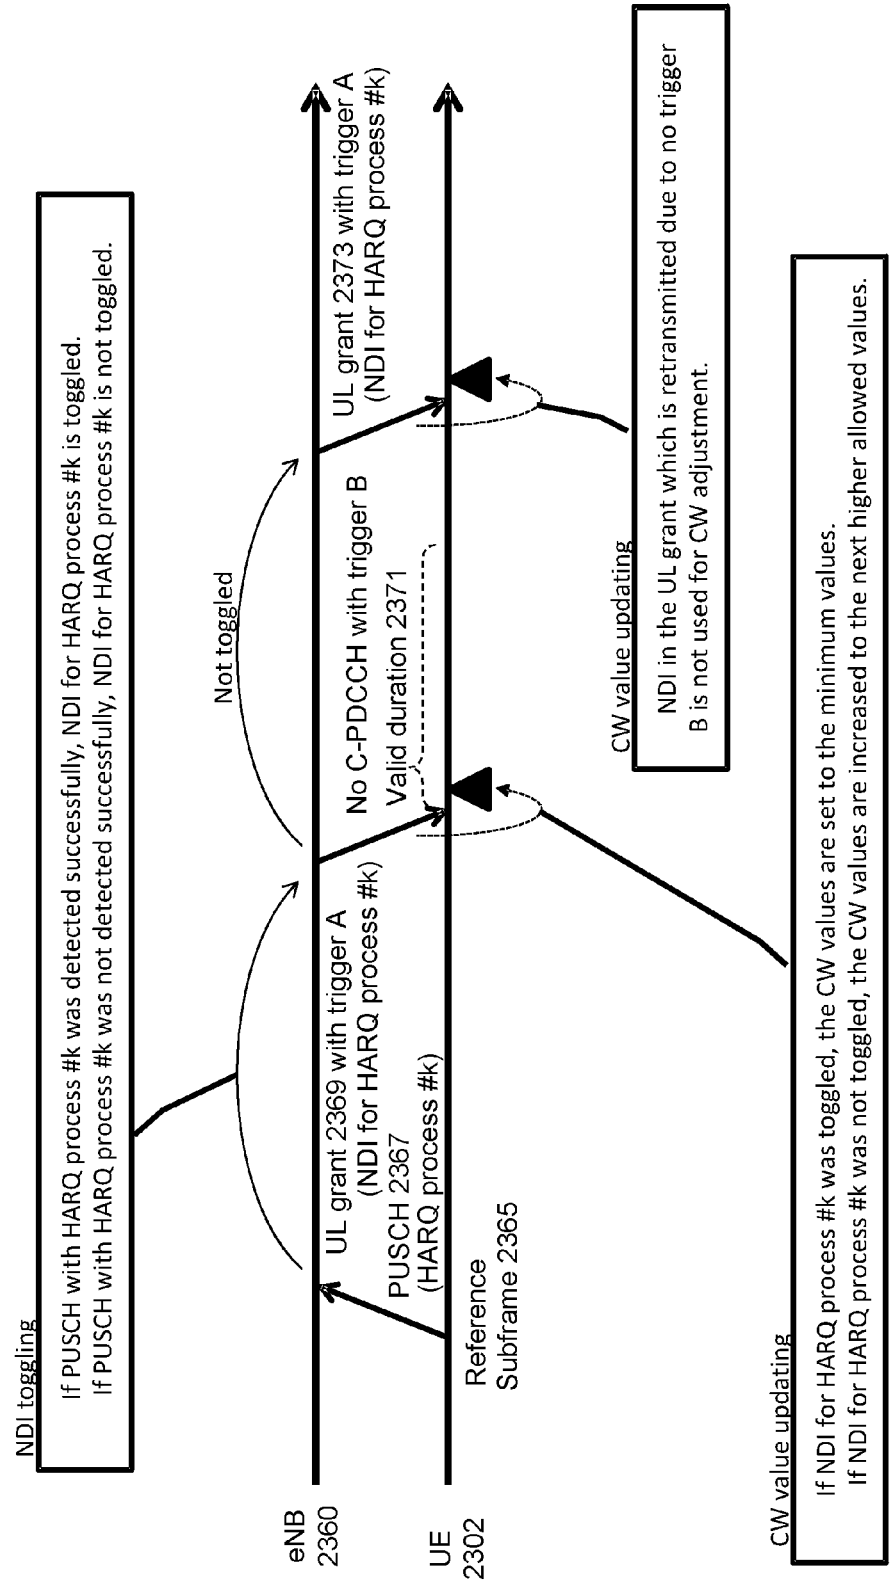 NDI toggling
If PUSCH with HARQ process #k was detected successfully, NDI for HARQ process #k is toggled.
If PUSCH with HARQ process #k was not detected successfully, NDI for HARQ process #k is not toggled.
Not toggled
eNB
2360
UL grant 2369 with trigger A
(NDI for HARQ process #k)
PUSCH 2367
(HARQ process #k)
No C-PDCCH with trigger B
Valid duration 2371
UL grant 2373 with trigger A
(NDI for HARQ process #k)
UE
2302
Reference
Subframe 2365
CW value updating
NDI in the UL grant which is retransmitted due to no trigger
B is not used for CW adjustment.
CW value updating
If NDI for HARQ process #k was toggled, the CW values are set to the minimum values.
If NDI for HARQ process #k was not toggled, the CW values are increased to the next higher allowed values.